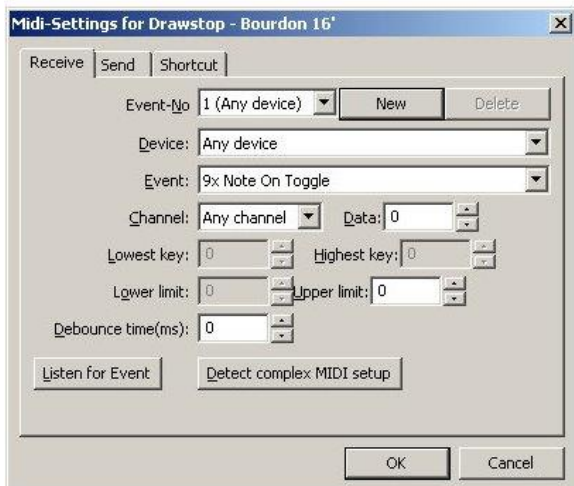 Midi-Settings for Drawstop - Bourdon 16'
Receive Send Shortcut
Event-No 1 (Any device) New Delete
Device: Any device
Event: 9x Note On Toggle
Channel: Any channel Data: 0
Lowest key: 0 Highest key: 0
Lower limit: 0 Upper limit: 0
Debounce time(ms): 0
Listen for Event Detect complex MIDI setup
OK Cancel